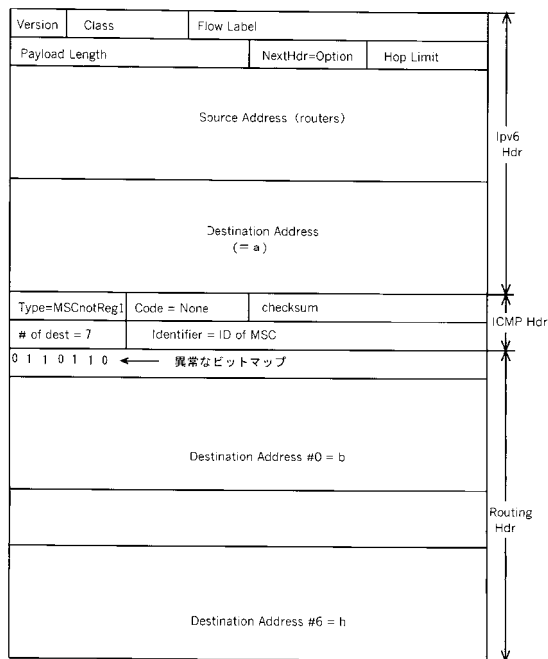 Version Class Flow Label
Payload Length NextHdr=Option Hop Limit
Source Address (routers)
Ipv6
Hdr
Destination Address
(= a)
Type=MSCnotRegI Code = None checksum
ICMP Hdr
# of dest = 7 Identifier = ID of MSC
0 1 1 0 1 1 0 ← 異常なビットマップ
Destination Address #0 = b
Routing
Hdr
Destination Address #6 = h